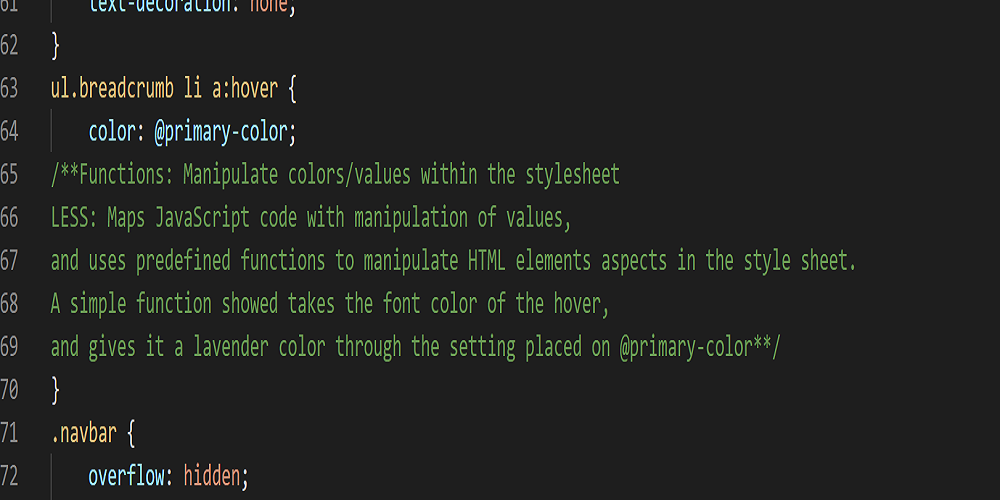 61 text-decoration: none;
62 }
63 ul.breadcrumb li a:hover {
64 color: @primary-color;
65 /**Functions: Manipulate colors/values within the stylesheet
66 LESS: Maps JavaScript code with manipulation of values,
67 and uses predefined functions to manipulate HTML elements aspects in the style sheet.
68 A simple function showed takes the font color of the hover,
69 and gives it a lavender color through the setting placed on @primary-color**/
70 }
71 .navbar {
72 overflow: hidden;